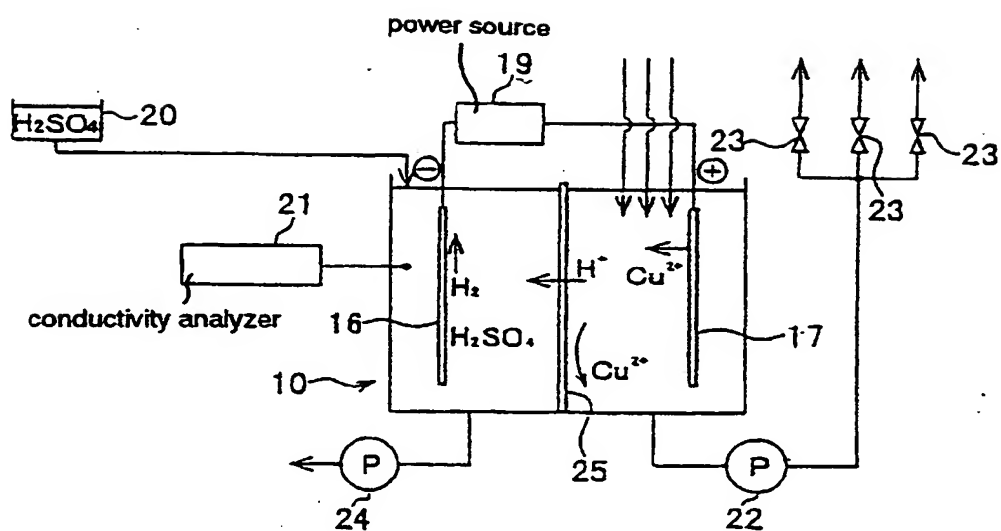 power source
19
H₂SO₄
20
23
23
23
⊖
⊕
21
conductivity analyzer
H₂
H⁺
Cu²⁺
16
H₂SO₄
17
10
Cu²⁺
25
P
24
P
22